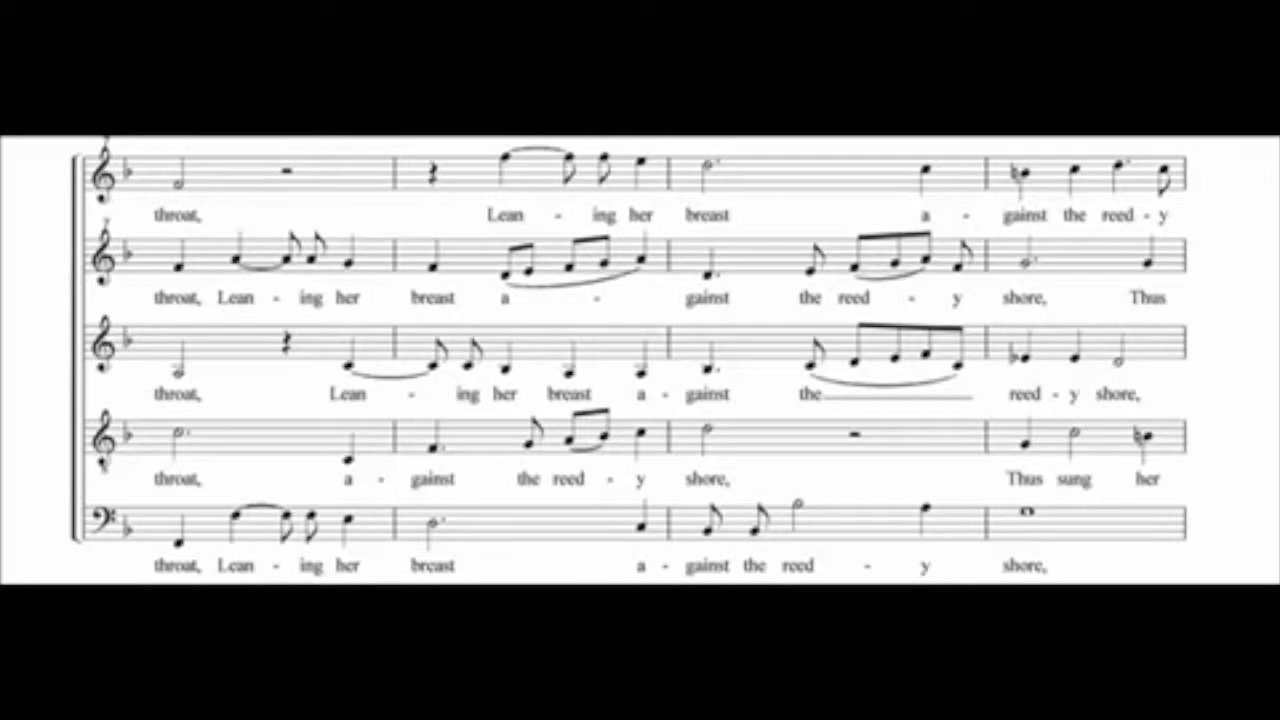 throat, Lean - ing her breast a - gainst the reed - y
throat, Lean - ing her breast a - gainst the reed - y shore, Thus
throat, Lean - ing her breast a - gainst the reed - y shore,
throat, a - gainst the reed - y shore, Thus sung her
throat, Lean - ing her breast a - gainst the reed - y shore,